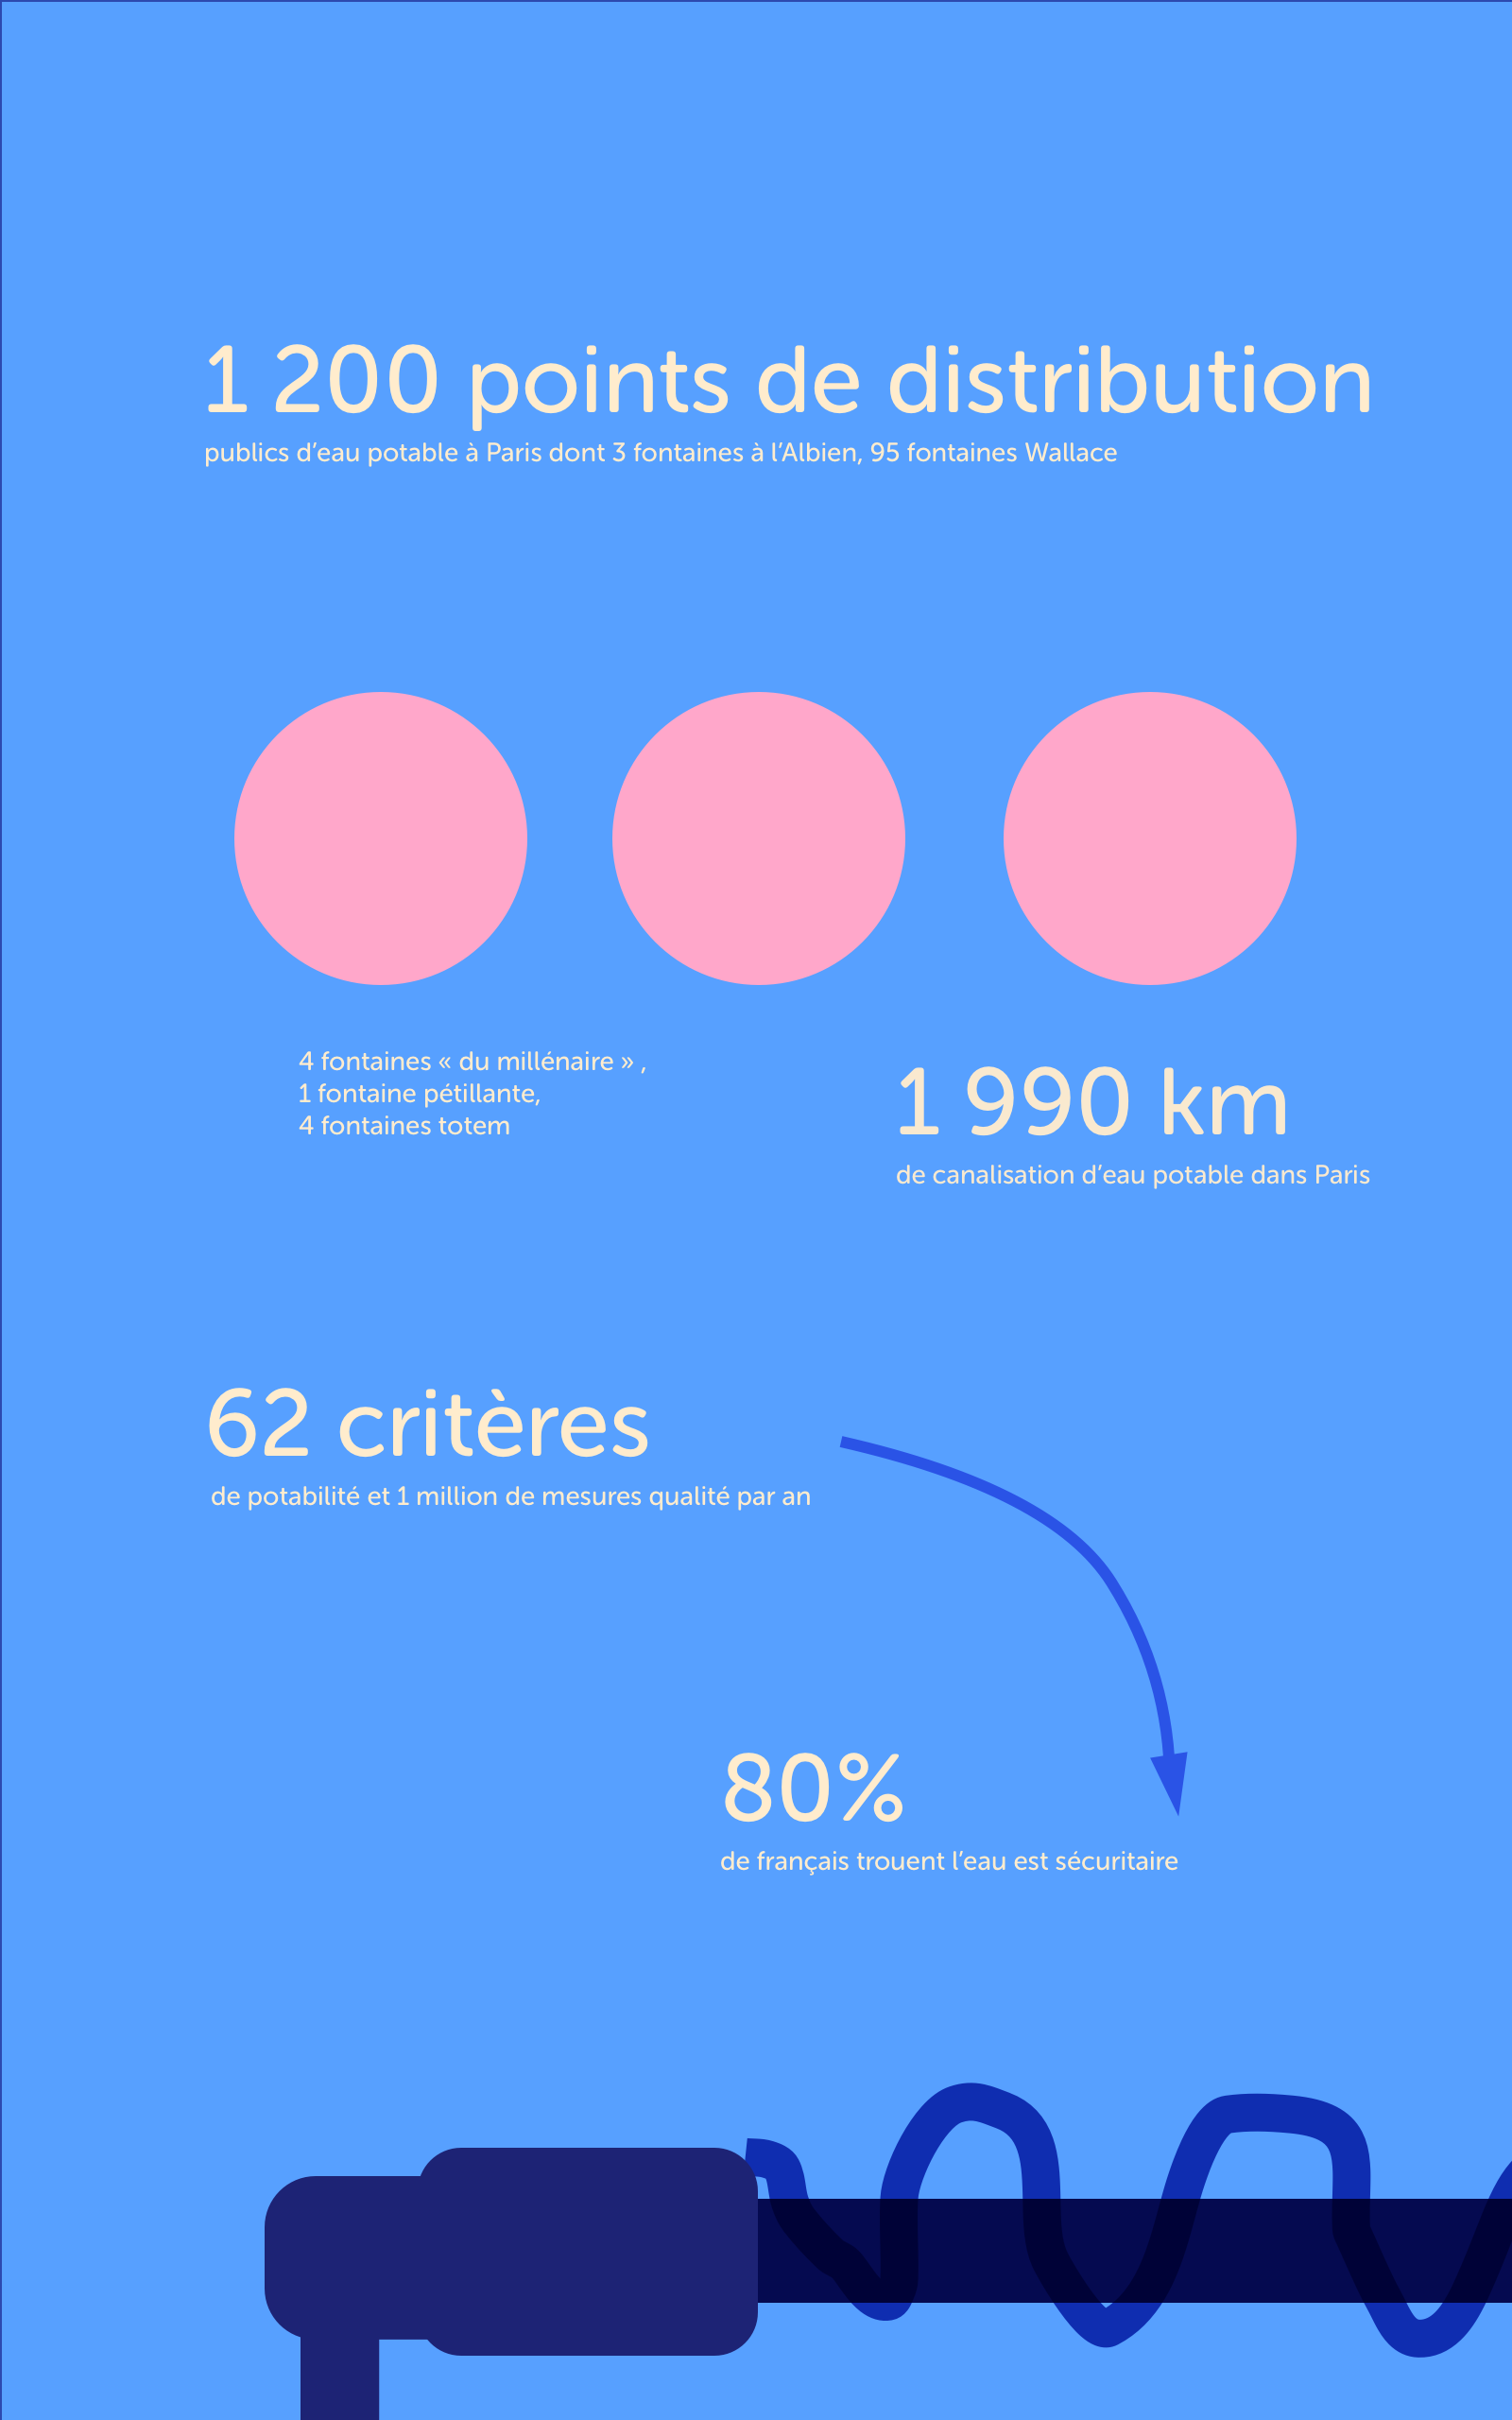 1 200 points de distribution
publics d’eau potable à Paris dont 3 fontaines à l’Albien, 95 fontaines Wallace
4 fontaines « du millénaire » ,
1 fontaine pétillante,
4 fontaines totem
1 990 km
de canalisation d’eau potable dans Paris
62 critères
de potabilité et 1 million de mesures qualité par an
80%
de français trouent l’eau est sécuritaire